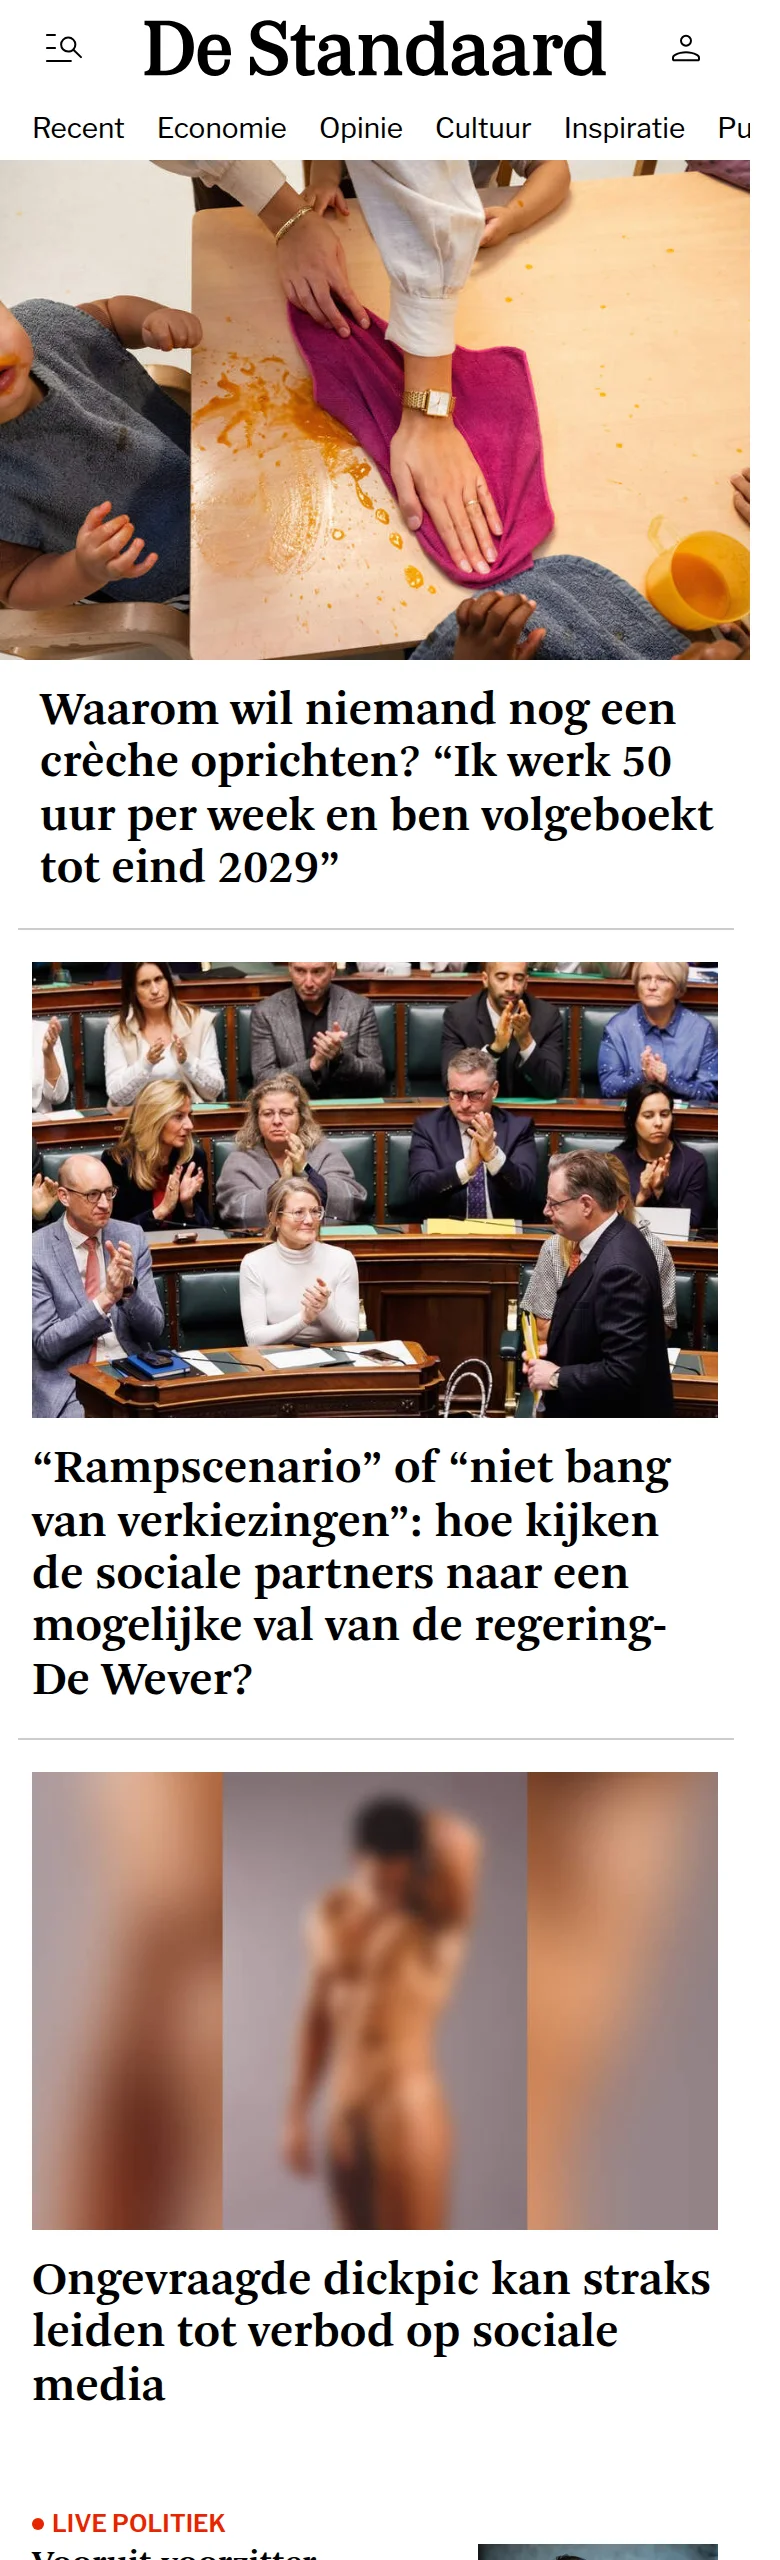 De Standaard
Recent Economie Opinie Cultuur Inspiratie Pu
Waarom wil niemand nog een
crèche oprichten? “Ik werk 50
uur per week en ben volgeboekt
tot eind 2029”
“Rampscenario” of “niet bang
van verkiezingen”: hoe kijken
de sociale partners naar een
mogelijke val van de regering-
De Wever?
Ongevraagde dickpic kan straks
leiden tot verbod op sociale
media
LIVE POLITIEK
Vooruit-voorzitter